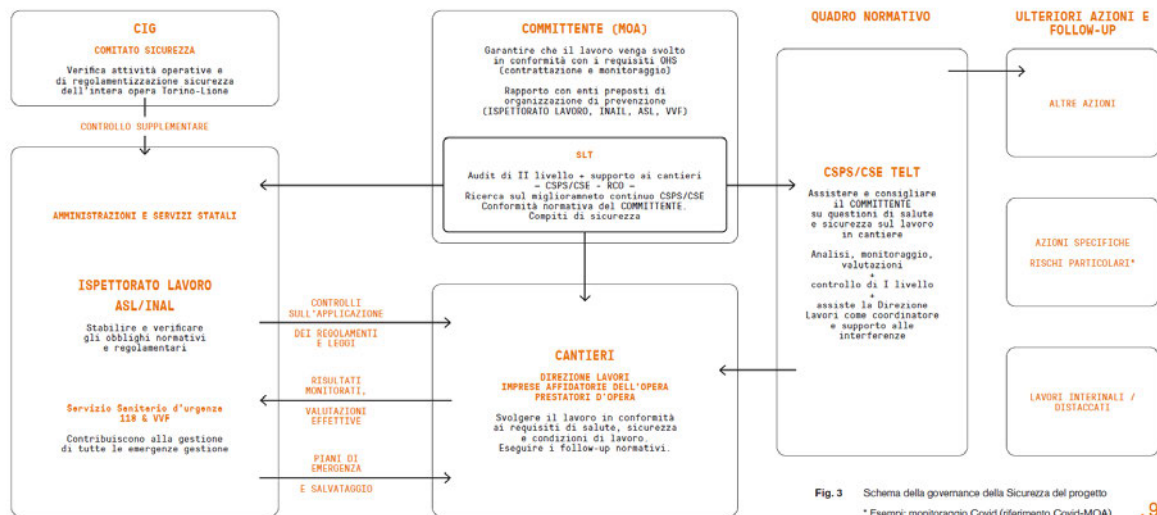 CIG
COMITATO SICUREZZA
Verifica attività operative e
di regolamentizzazione sicurezza
dell'intera opera Torino-Lione
CONTROLLO SUPPLEMENTARE
AMMINISTRAZIONI E SERVIZI STATALI
ISPETTORATO LAVORO
ASL/INAL
Stabilire e verificare
gli obblighi normativi
e regolamentari
Servizio Saniterio d'urgenze
118 & VVF
Contribuiscono alla gestione
di tutte le emergenze gestione
CONTROLLI
SULL'APPLICAZIONE
DEI REGOLAMENTI
E LEGGI
RISULTATI
MONITORATI,
VALUTAZIONI
EFFETTIVE
PIANI DI
EMERGENZA
E SALVATAGGIO
COMMITTENTE (MOA)
Garantire che il lavoro venga svolto
in conformità con i requisiti OHS
(contrattazione e monitoraggio)
Rapporto con enti preposti di
organizzazione di prevenzione
(ISPETTORATO LAVORO, INAIL, ASL, VVF)
SLT
Audit di II livello + supporto ai cantieri
– CSPS/CSE - RCO –
Ricerca sul miglioramneto continuo CSPS/CSE
Conformità normativa del COMMITTENTE.
Compiti di sicurezza
CANTIERI
DIREZIONE LAVORI
IMPRESE AFFIDATORIE DELL'OPERA
PRESTATORI D'OPERA
Svolgere il lavoro in conformità
ai requisiti di salute, sicurezza
e condizioni di lavoro.
Eseguire i follow-up normativi.
QUADRO NORMATIVO
CSPS/CSE TELT
Assistere e consigliare
il COMMITTENTE
su questioni di salute
e sicurezza sul lavoro
in cantiere
Analisi, monitoraggio,
valutazioni
+
controllo di I livello
+
assiste la Direzione
Lavori come coordinatore
e supporto alle
interferenze
ULTERIORI AZIONI E
FOLLOW-UP
ALTRE AZIONI
AZIONI SPECIFICHE
RISCHI PARTICOLARI*
LAVORI INTERINALI /
DISTACCATI
Fig. 3 Schema della governance della Sicurezza del progetto
* Esempi: monitoraggio Covid (riferimento Covid-MOA)
.9